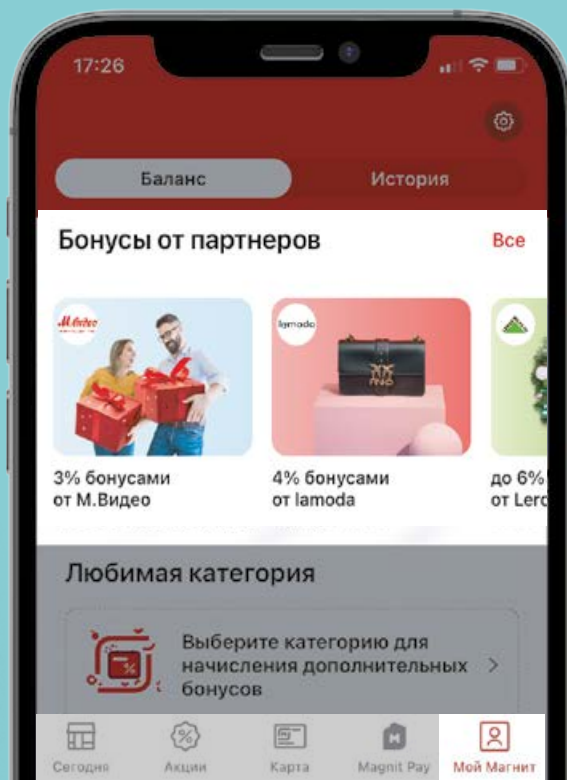 17:26
Баланс
История
Бонусы от партнеров
Все
М.видео
lamoda
3% бонусами
от М.Видео
4% бонусами
от lamoda
до 6%
от Lero
Любимая категория
Выберите категорию для
начисления дополнительных
бонусов
Сегодня
Акции
Карта
Magnit Pay
Мой Магнит